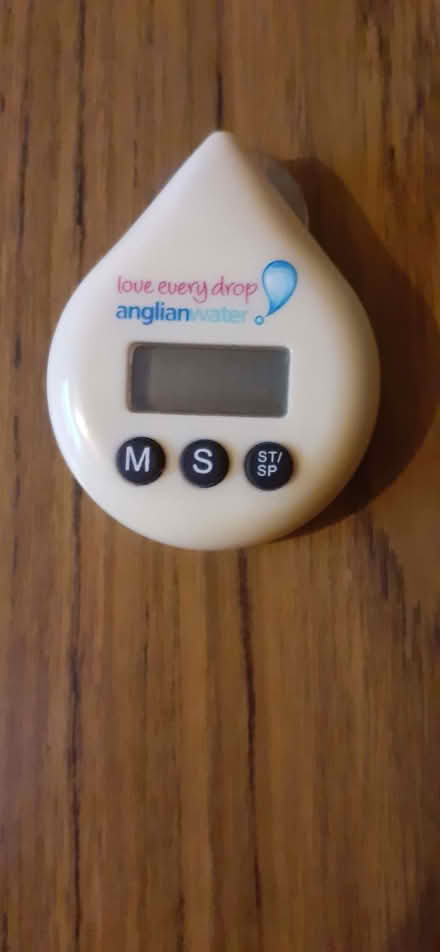 love every drop
anglianwater
M S ST/
SP